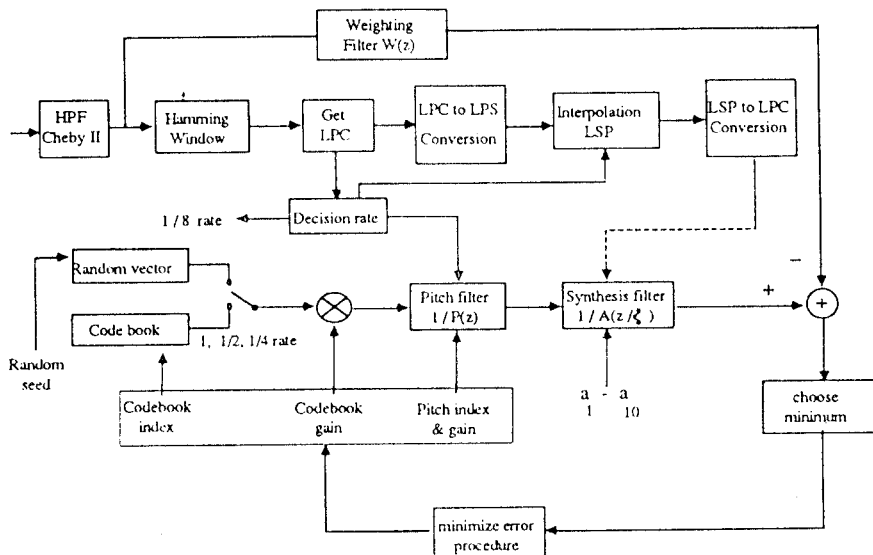 Weighting
Filter W(z)
HPF
Cheby II
Hamming
Window
Get
LPC
LPC to LPS
Conversion
Interpolation
LSP
LSP to LPC
Conversion
1 / 8 rate
Decision rate
Random vector
Code book
1, 1/2, 1/4 rate
Random
seed
Pitch filter
1 / P(z)
Synthesis filter
1 / A(z/ζ)
+
−
+
Codebook
index
Codebook
gain
Pitch index
& gain
a - a
1 10
choose
minimum
minimize error
procedure